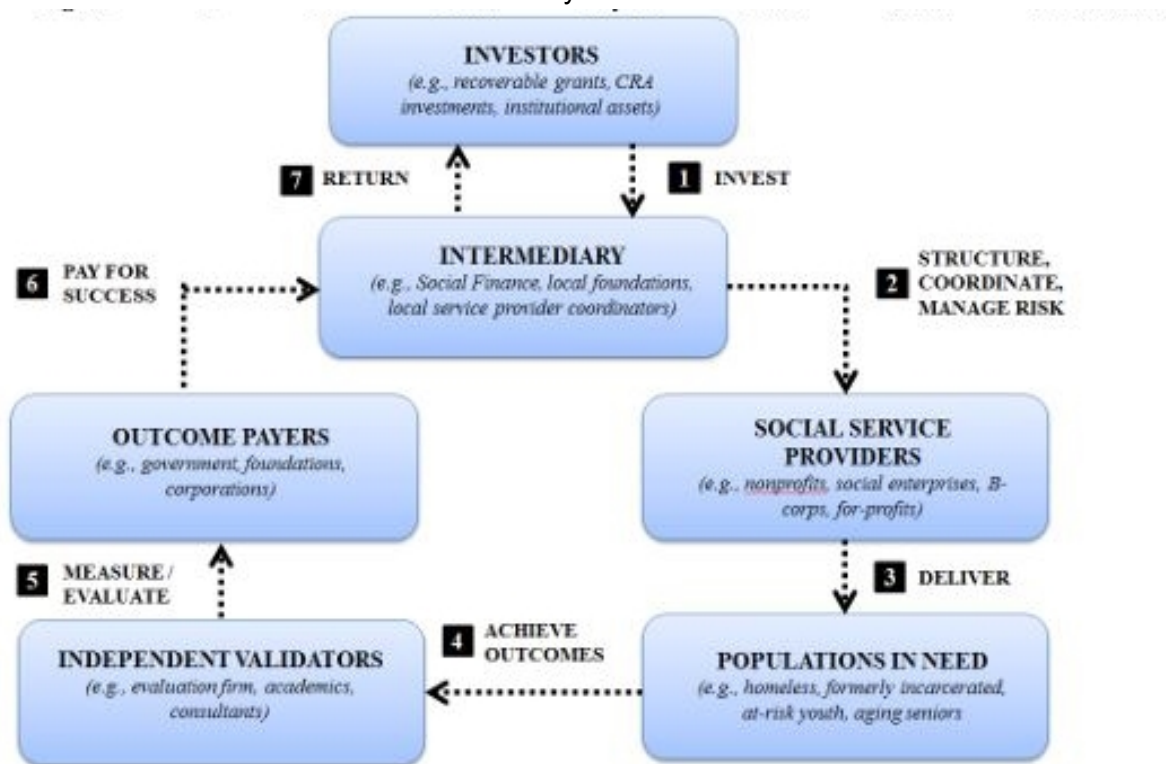 INVESTORS
(e.g., recoverable grants, CRA
investments, institutional assets)
7 RETURN
1 INVEST
INTERMEDIARY
(e.g., Social Finance, local foundations,
local service provider coordinators)
6 PAY FOR
SUCCESS
2 STRUCTURE,
COORDINATE,
MANAGE RISK
OUTCOME PAYERS
(e.g., government, foundations,
corporations)
SOCIAL SERVICE
PROVIDERS
(e.g., nonprofits, social enterprises, B-
corps, for-profits)
5 MEASURE /
EVALUATE
3 DELIVER
INDEPENDENT VALIDATORS
(e.g., evaluation firm, academics,
consultants)
4 ACHIEVE
OUTCOMES
POPULATIONS IN NEED
(e.g., homeless, formerly incarcerated,
at-risk youth, aging seniors